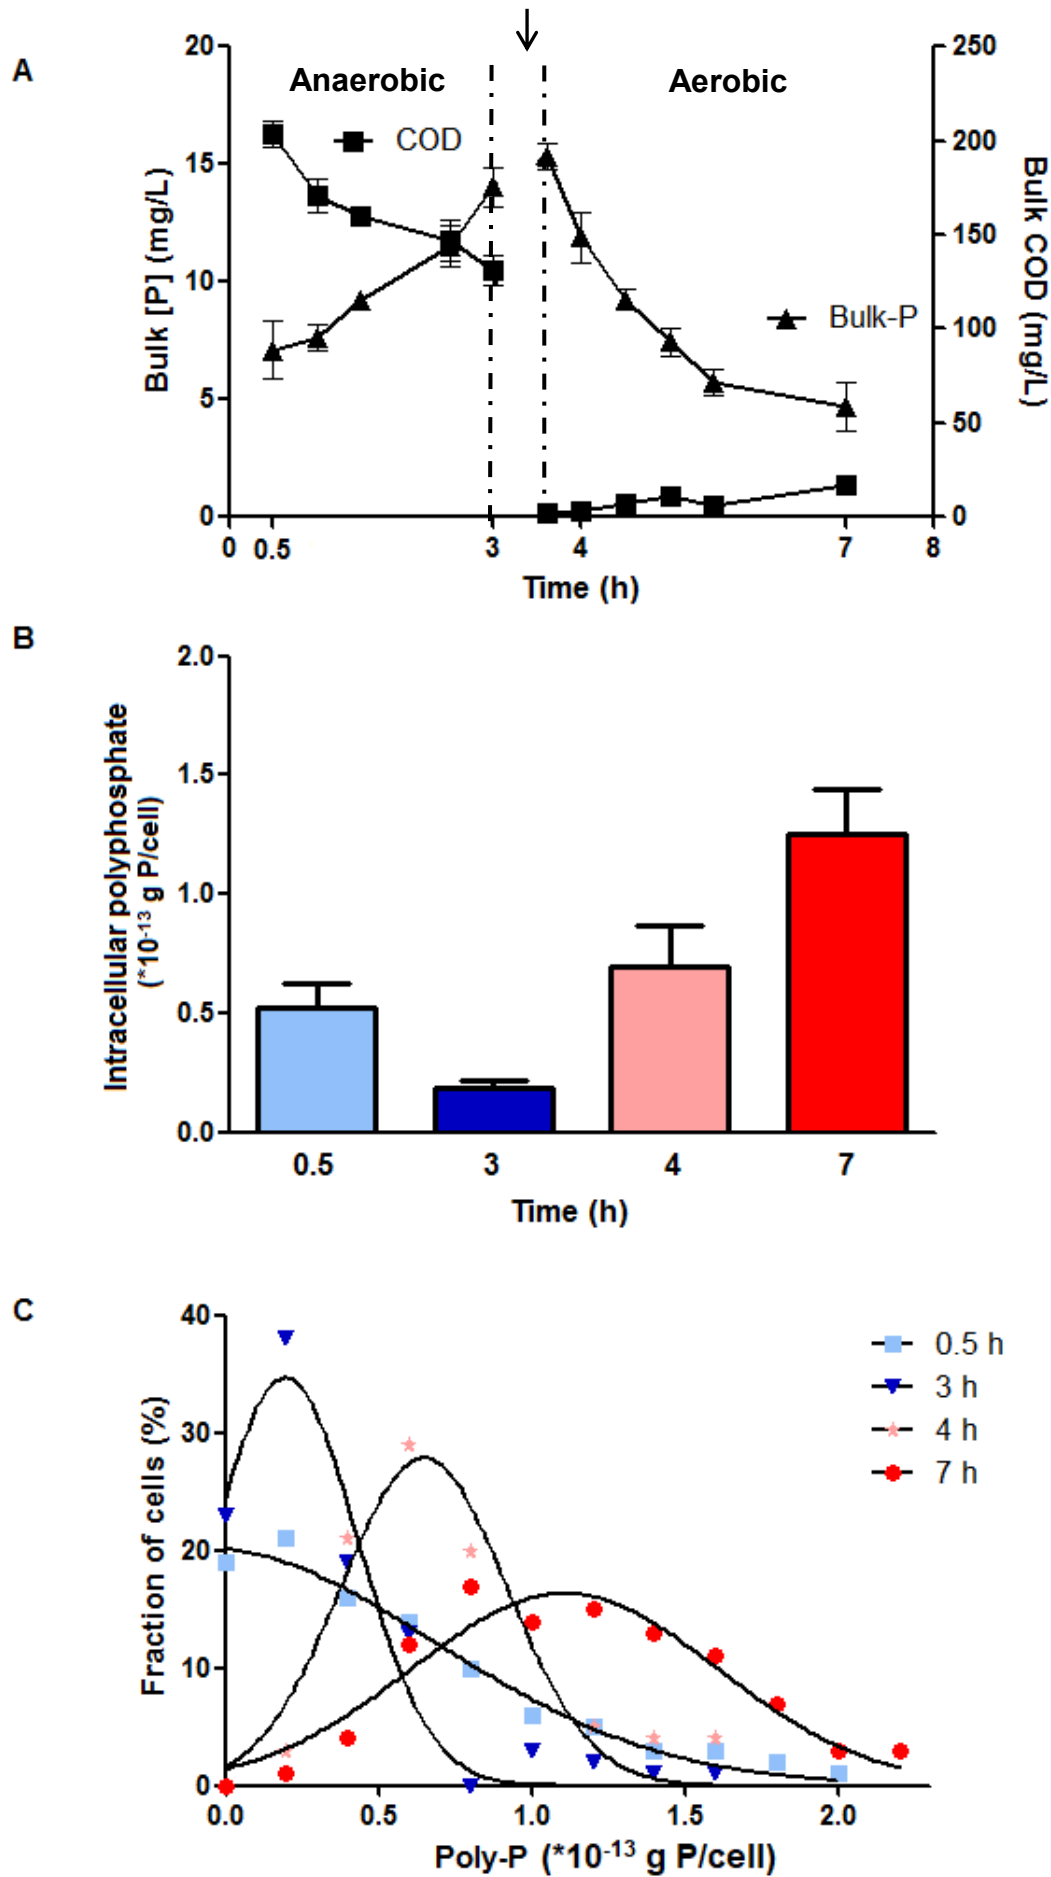 A
Anaerobic
Aerobic
COD
Bulk-P
20
15
10
5
0
Bulk [P] (mg/L)
250
200
150
100
50
0
Bulk COD (mg/L)
0 0.5 3 4 7 8
Time (h)
B
2.0
1.5
1.0
0.5
0.0
Intracellular polyphosphate
(*10⁻¹³ g P/cell)
0.5 3 4 7
Time (h)
C
40
30
20
10
0
Fraction of cells (%)
0.5 h
3 h
4 h
7 h
0.0 0.5 1.0 1.5 2.0
Poly-P (*10⁻¹³ g P/cell)